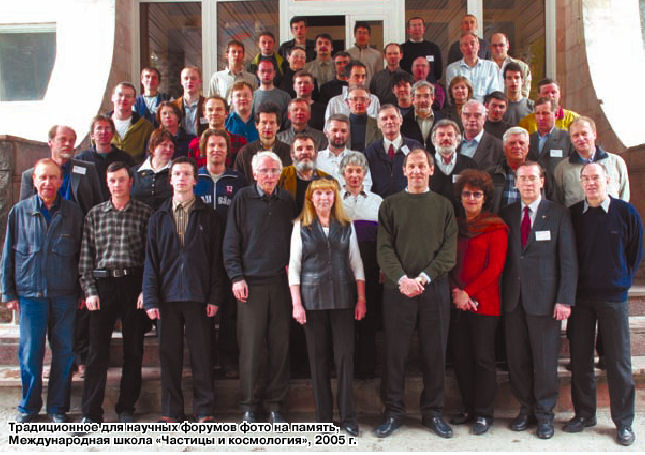 Традиционное для научных форумов фото на память,
Международная школа «Частицы и космология», 2005 г.